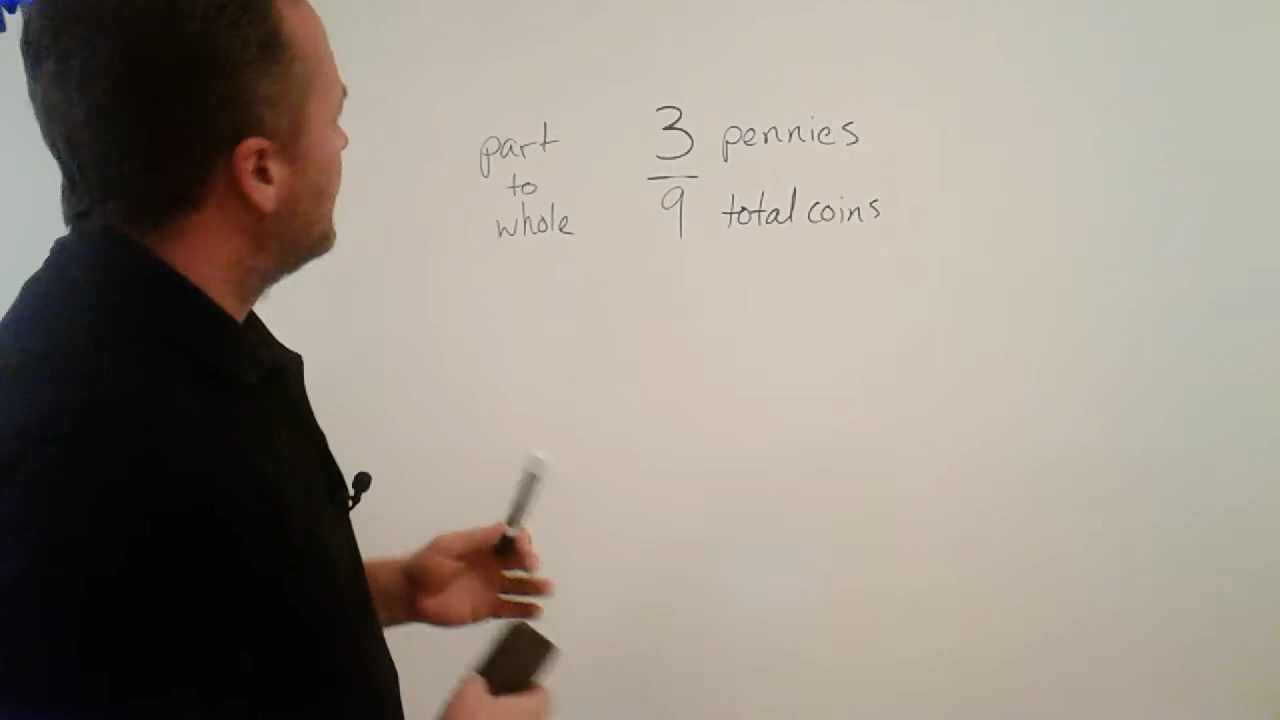 part
to
whole
3 pennies
9 total coins